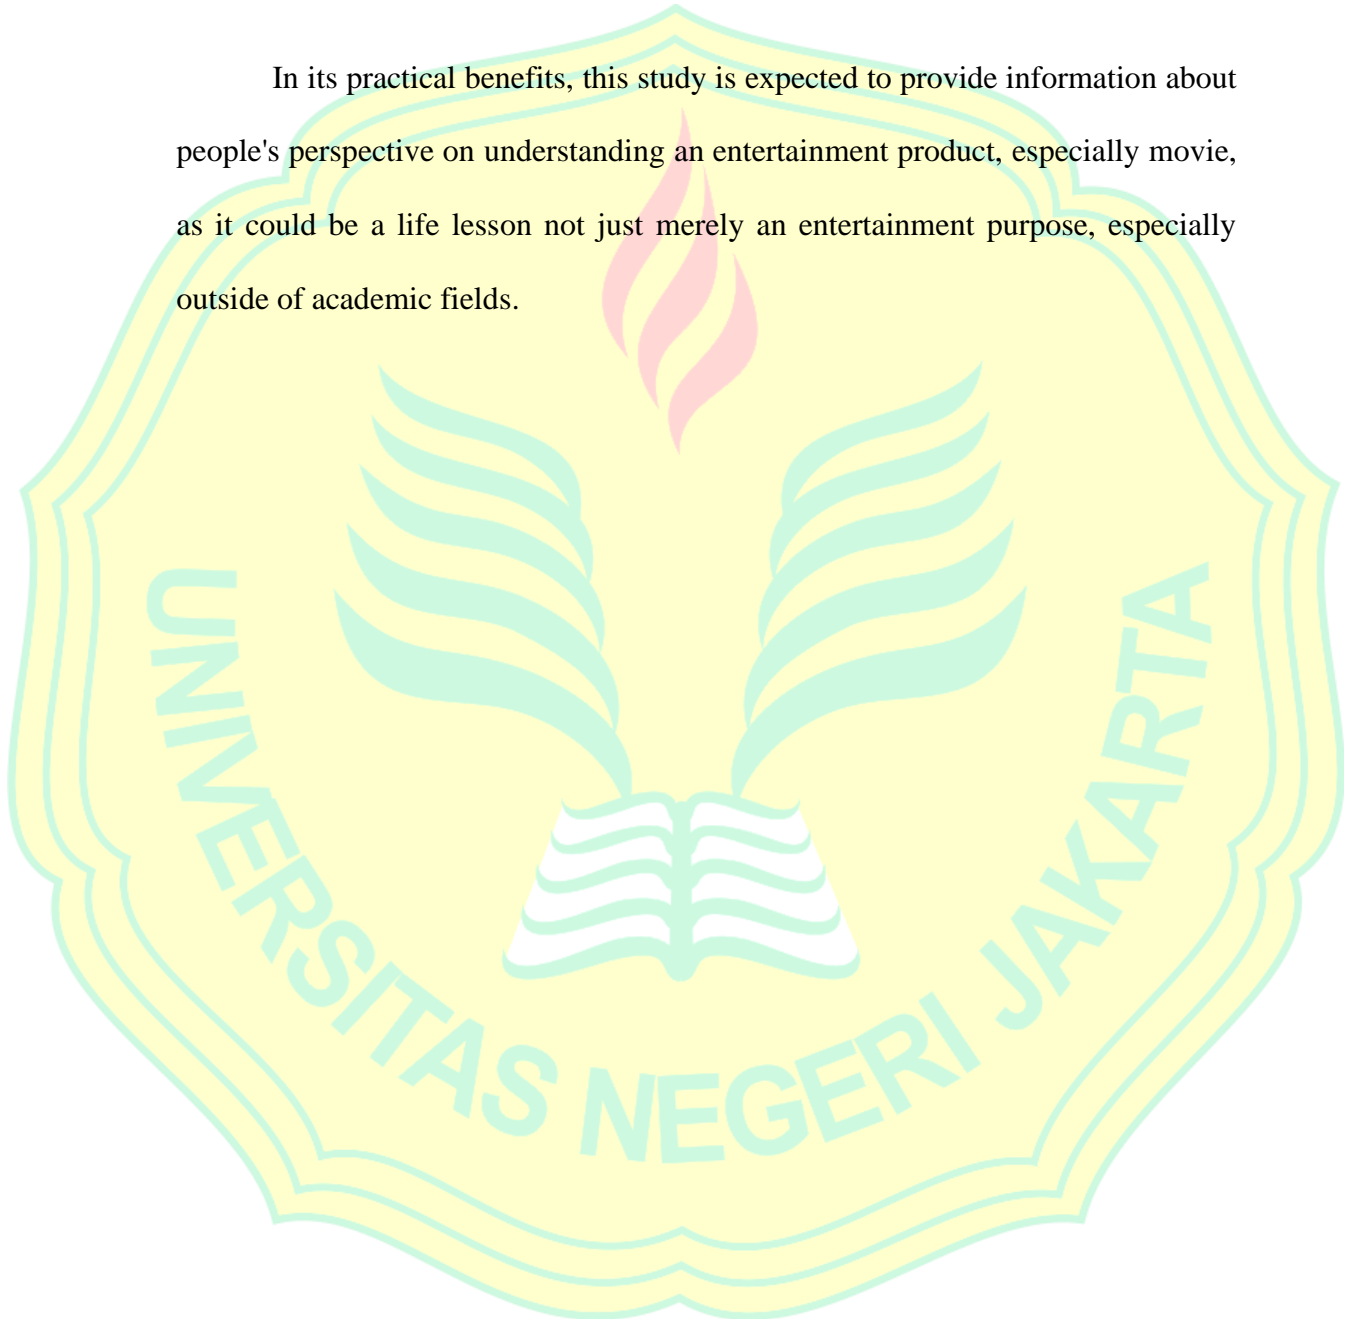 In its practical benefits, this study is expected to provide information about
people's perspective on understanding an entertainment product, especially movie,
as it could be a life lesson not just merely an entertainment purpose, especially
outside of academic fields.
UNIVERSITAS NEGERI JAKARTA